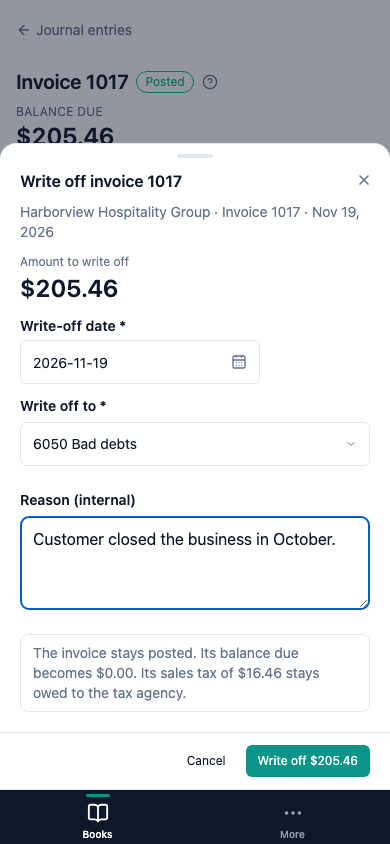 Journal entries
Invoice 1017 Posted
BALANCE DUE
$205.46
Write off invoice 1017
Harborview Hospitality Group · Invoice 1017 · Nov 19,
2026
Amount to write off
$205.46
Write-off date *
2026-11-19
Write off to *
6050 Bad debts
Reason (internal)
Customer closed the business in October.
The invoice stays posted. Its balance due
becomes $0.00. Its sales tax of $16.46 stays
owed to the tax agency.
Cancel Write off $205.46
Books More